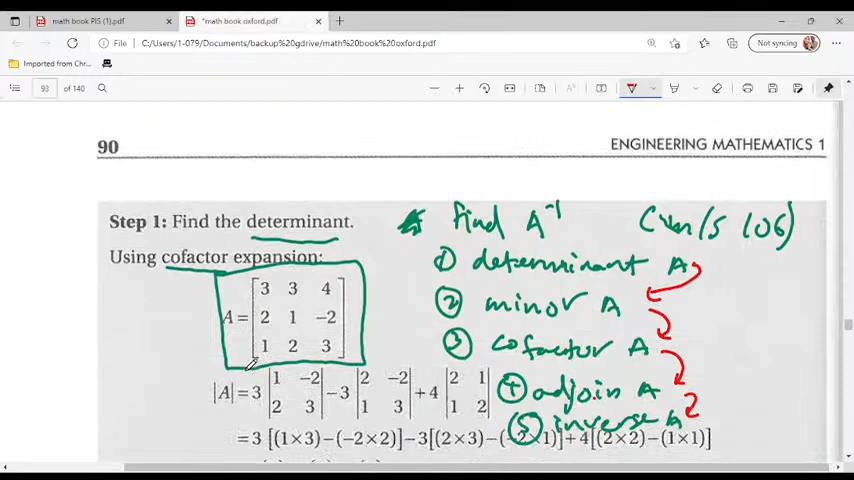 math book PIS (1).pdf
*math book oxford.pdf
File C:/Users/1-079/Documents/backup%20gdrive/math%20book%20oxford.pdf
Not syncing
Imported from Chr...
93 of 140
90 ENGINEERING MATHEMATICS 1
Step 1: Find the determinant.
Find A⁻¹
Using cofactor expansion:
A = [3 3 4
2 1 −2
1 2 3]
① determinant A
② minor A
③ cofactor A
④ adjoin A
⑤ inverse A
|A| = 3 |1 −2; 2 3| − 3 |2 −2; 1 3| + 4 |2 1; 1 2|
= 3 [(1×3) − (−2×2)] − 3[(2×3) − (−2×1)] + 4[(2×2) − (1×1)]